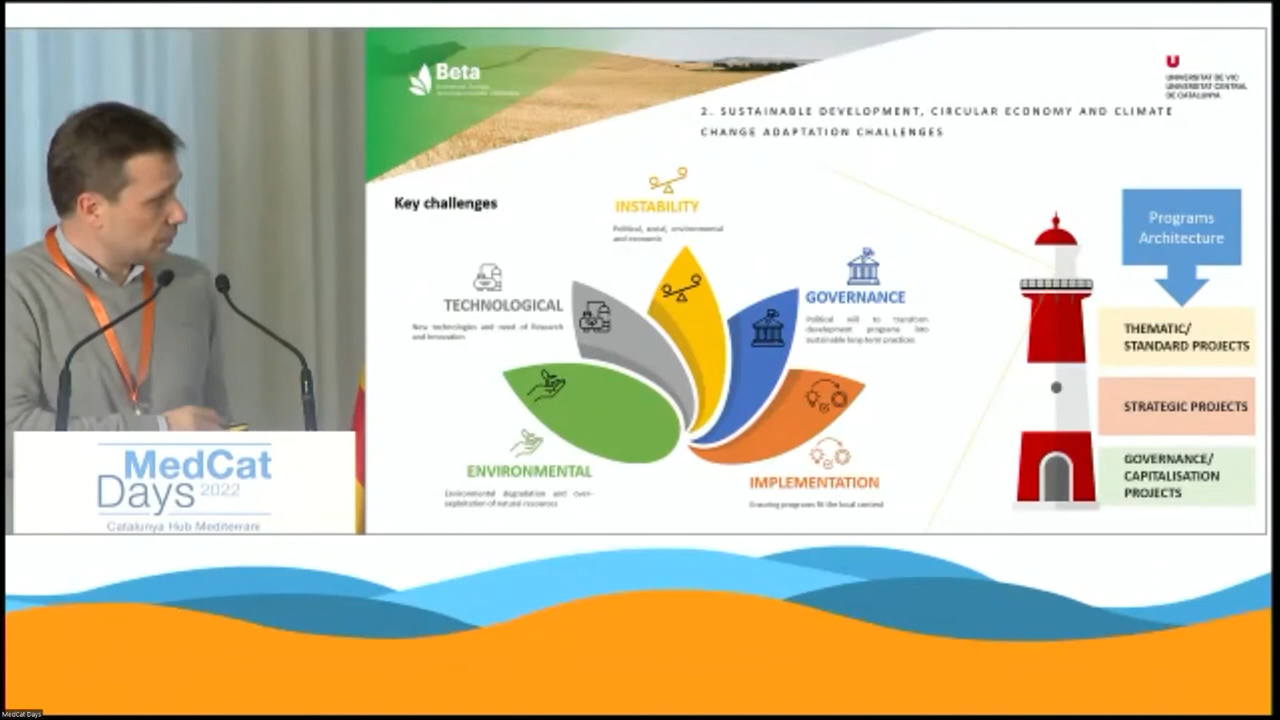 Beta
UNIVERSITAT DE VIC
UNIVERSITAT CENTRAL
DE CATALUNYA
2. SUSTAINABLE DEVELOPMENT, CIRCULAR ECONOMY AND CLIMATE
CHANGE ADAPTATION CHALLENGES
Key challenges
INSTABILITY
Political, social, environmental
and economic
TECHNOLOGICAL
New technologies and need of Research
and Innovation
GOVERNANCE
Political will to transform
development programs into
sustainable long-term practices
ENVIRONMENTAL
Environmental degradation and over-
exploitation of natural resources
IMPLEMENTATION
Ensuring programs fit the local context
Programs
Architecture
THEMATIC/
STANDARD PROJECTS
STRATEGIC PROJECTS
GOVERNANCE/
CAPITALISATION
PROJECTS
MedCat
Days 2022
Catalunya Hub Mediterrani
MedCat Days